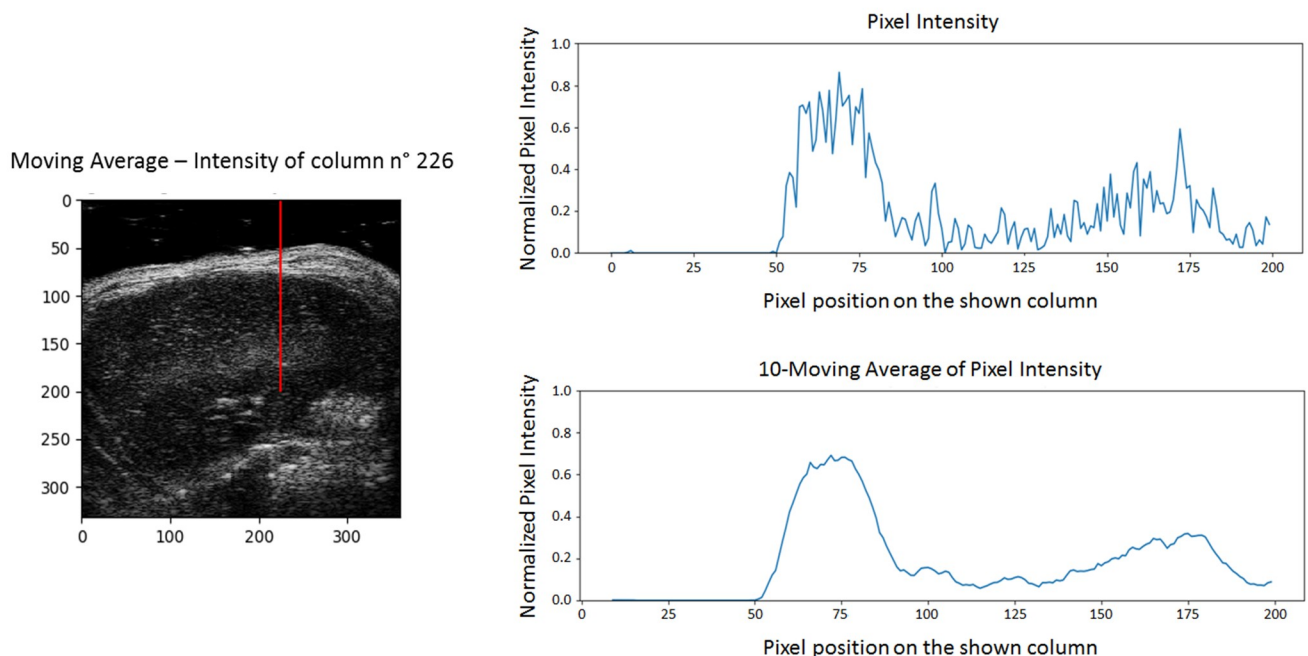 Moving Average – Intensity of column n° 226
0
50
100
150
200
250
300
0 100 200 300
Pixel Intensity
Normalized Pixel Intensity
1.0
0.8
0.6
0.4
0.2
0.0
0 25 50 75 100 125 150 175 200
Pixel position on the shown column
10-Moving Average of Pixel Intensity
Normalized Pixel Intensity
1.0
0.8
0.6
0.4
0.2
0.0
0 25 50 75 100 125 150 175 200
Pixel position on the shown column